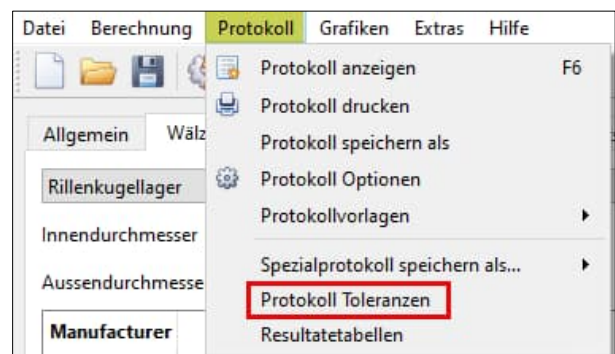 Datei Berechnung Protokoll Grafiken Extras Hilfe
Protokoll anzeigen F6
Protokoll drucken
Allgemein Wälz
Protokoll speichern als
Rillenkugellager
Protokoll Optionen
Innendurchmesser
Protokollvorlagen
Aussendurchmesse
Spezialprotokoll speichern als...
Protokoll Toleranzen
Manufacturer
Resultatetabellen